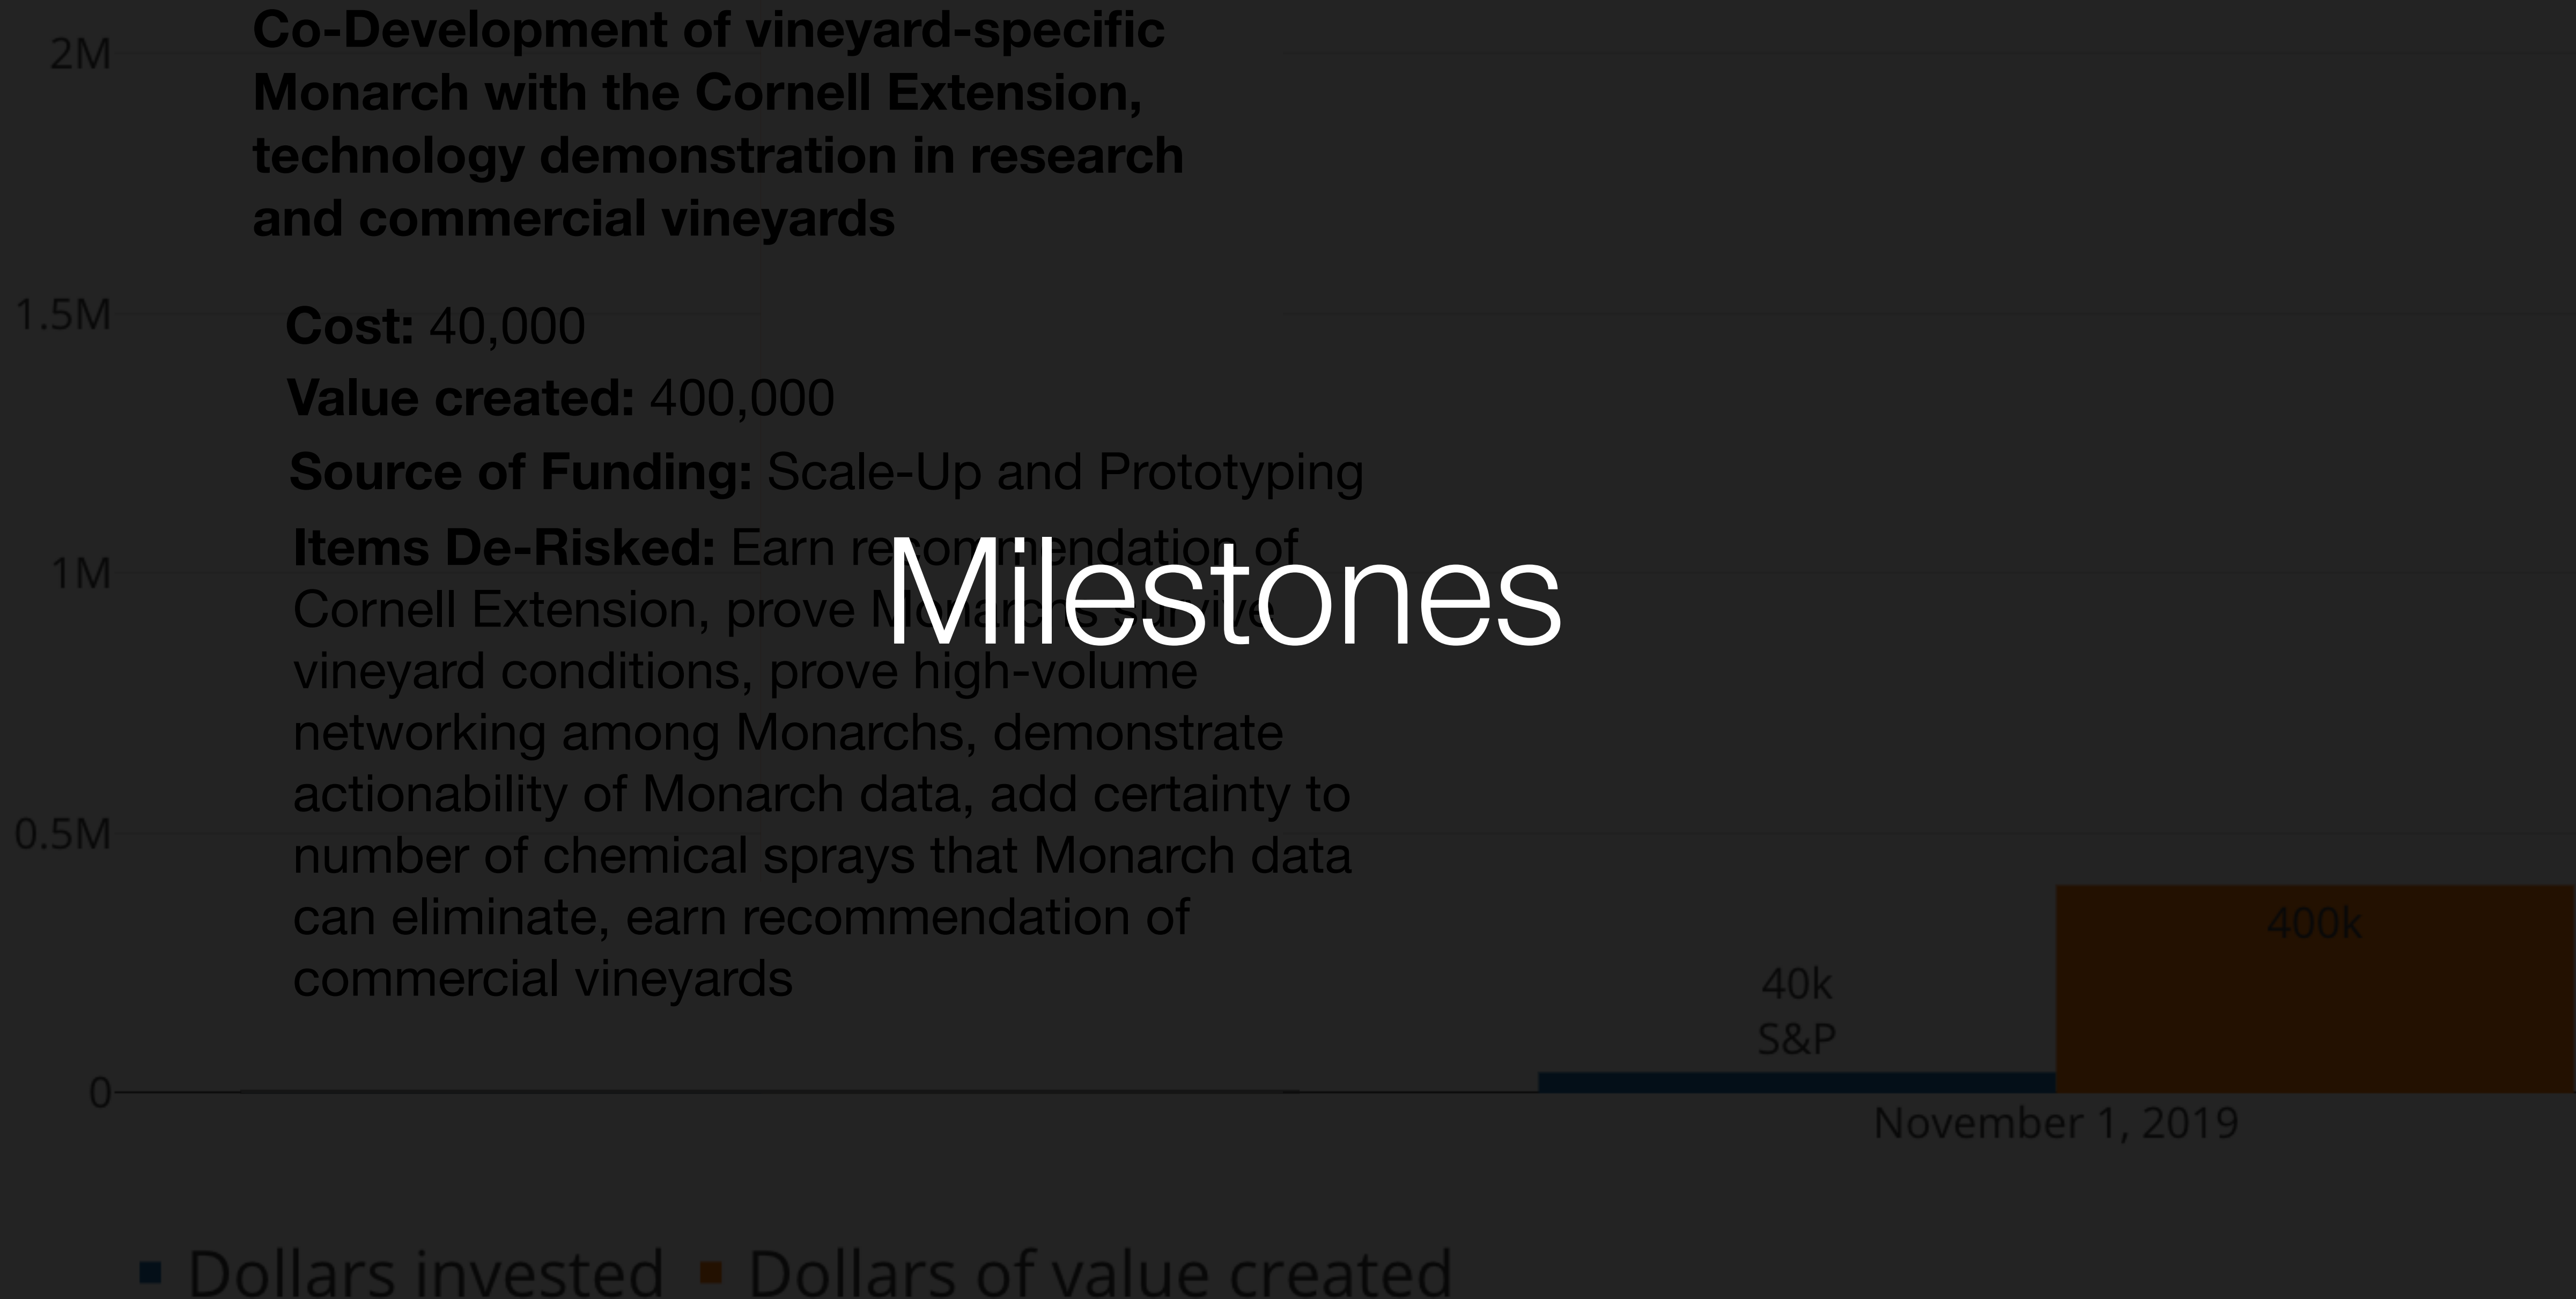 Co-Development of vineyard-specific
Monarch with the Cornell Extension,
technology demonstration in research
and commercial vineyards
Cost: 40,000
Value created: 400,000
Source of Funding: Scale-Up and Prototyping
Items De-Risked: Earn recommendation of
Cornell Extension, prove Monarchs survive
vineyard conditions, prove high-volume
networking among Monarchs, demonstrate
actionability of Monarch data, add certainty to
number of chemical sprays that Monarch data
can eliminate, earn recommendation of
commercial vineyards
Milestones
2M
1.5M
1M
0.5M
0
40k
S&P
400k
November 1, 2019
Dollars invested
Dollars of value created